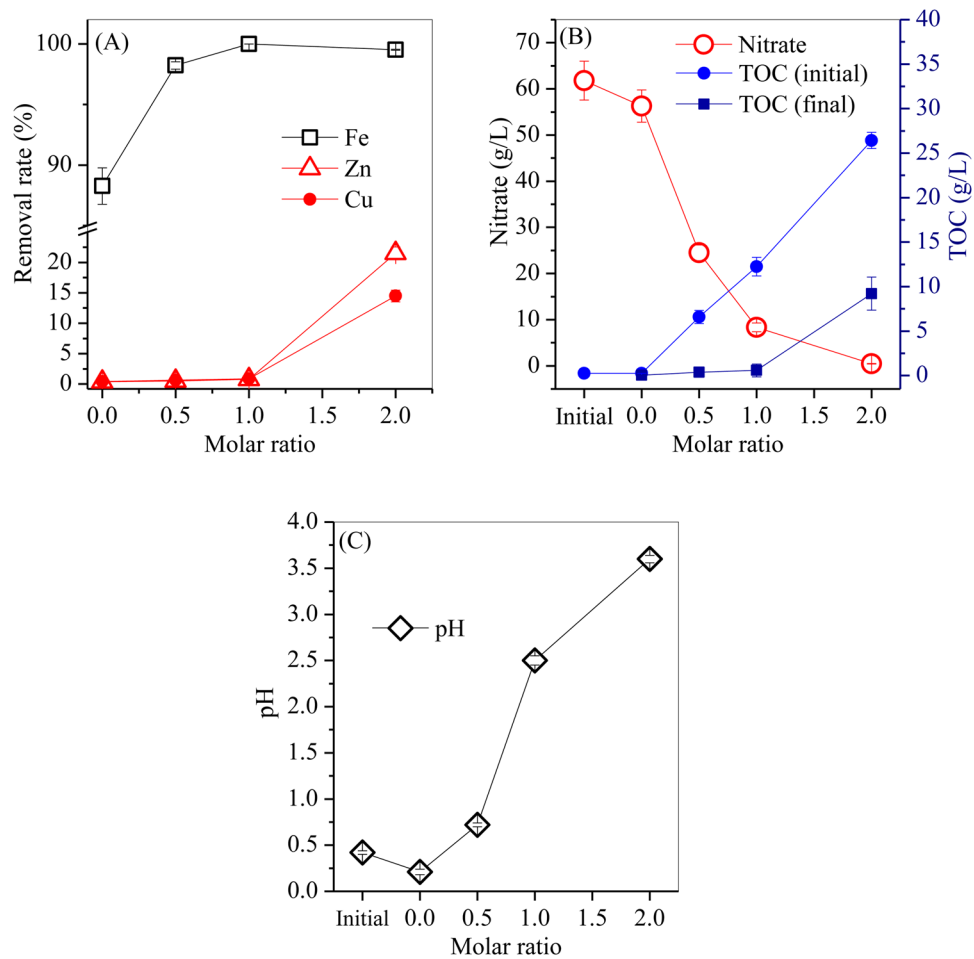 (A)
Removal rate (%)
100
90
20
15
10
5
0
Fe
Zn
Cu
0.0 0.5 1.0 1.5 2.0
Molar ratio
(B)
Nitrate (g/L)
70
60
50
40
30
20
10
0
Nitrate
TOC (initial)
TOC (final)
40
35
30
25
20
15
10
5
0
TOC (g/L)
Initial 0.0 0.5 1.0 1.5 2.0
Molar ratio
(C)
pH
4.0
3.5
3.0
2.5
2.0
1.5
1.0
0.5
0.0
pH
Initial 0.0 0.5 1.0 1.5 2.0
Molar ratio